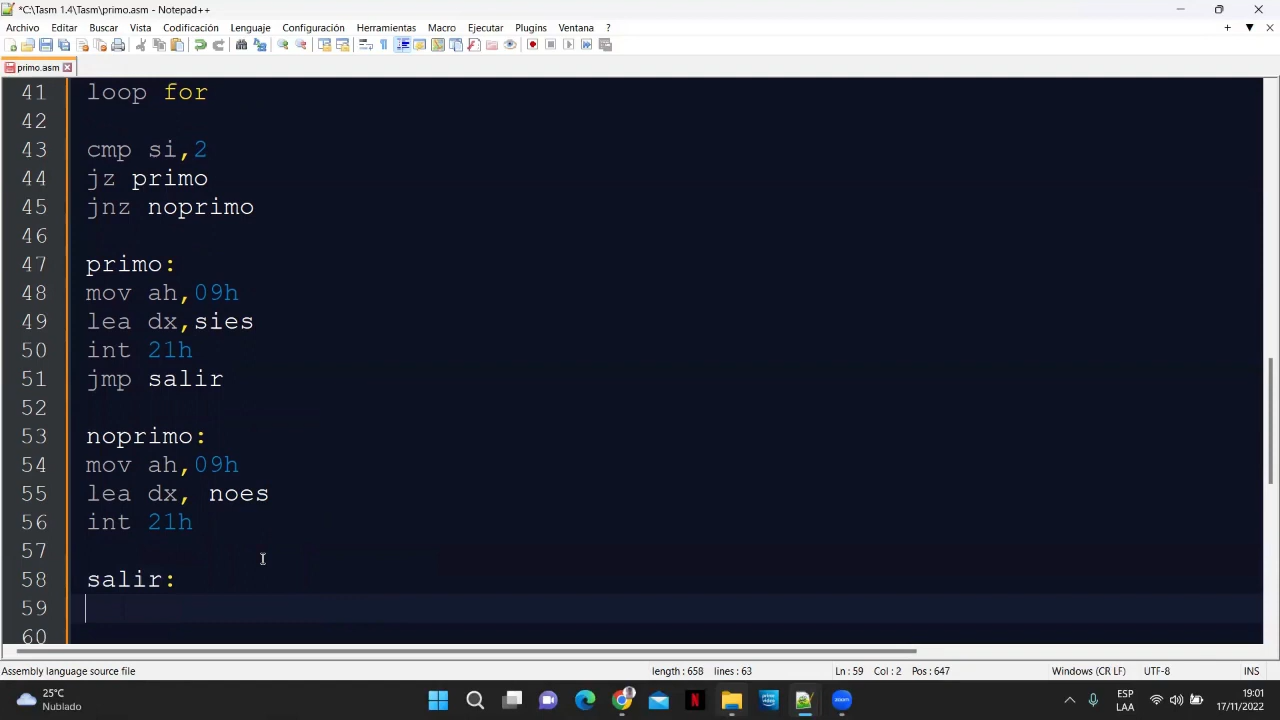 *C:\Tasm 1.4\Tasm\primo.asm - Notepad++
Archivo Editar Buscar Vista Codificación Lenguaje Configuración Herramientas Macro Ejecutar Plugins Ventana ?
primo.asm
41 loop for
42
43 cmp si,2
44 jz primo
45 jnz noprimo
46
47 primo:
48 mov ah,09h
49 lea dx,sies
50 int 21h
51 jmp salir
52
53 noprimo:
54 mov ah,09h
55 lea dx, noes
56 int 21h
57
58 salir:
59
60
Assembly language source file length : 658 lines : 63 Ln : 59 Col : 2 Pos : 647 Windows (CR LF) UTF-8 INS
25°C
Nublado
prime video
zoom
ESP
LAA
19:01
17/11/2022